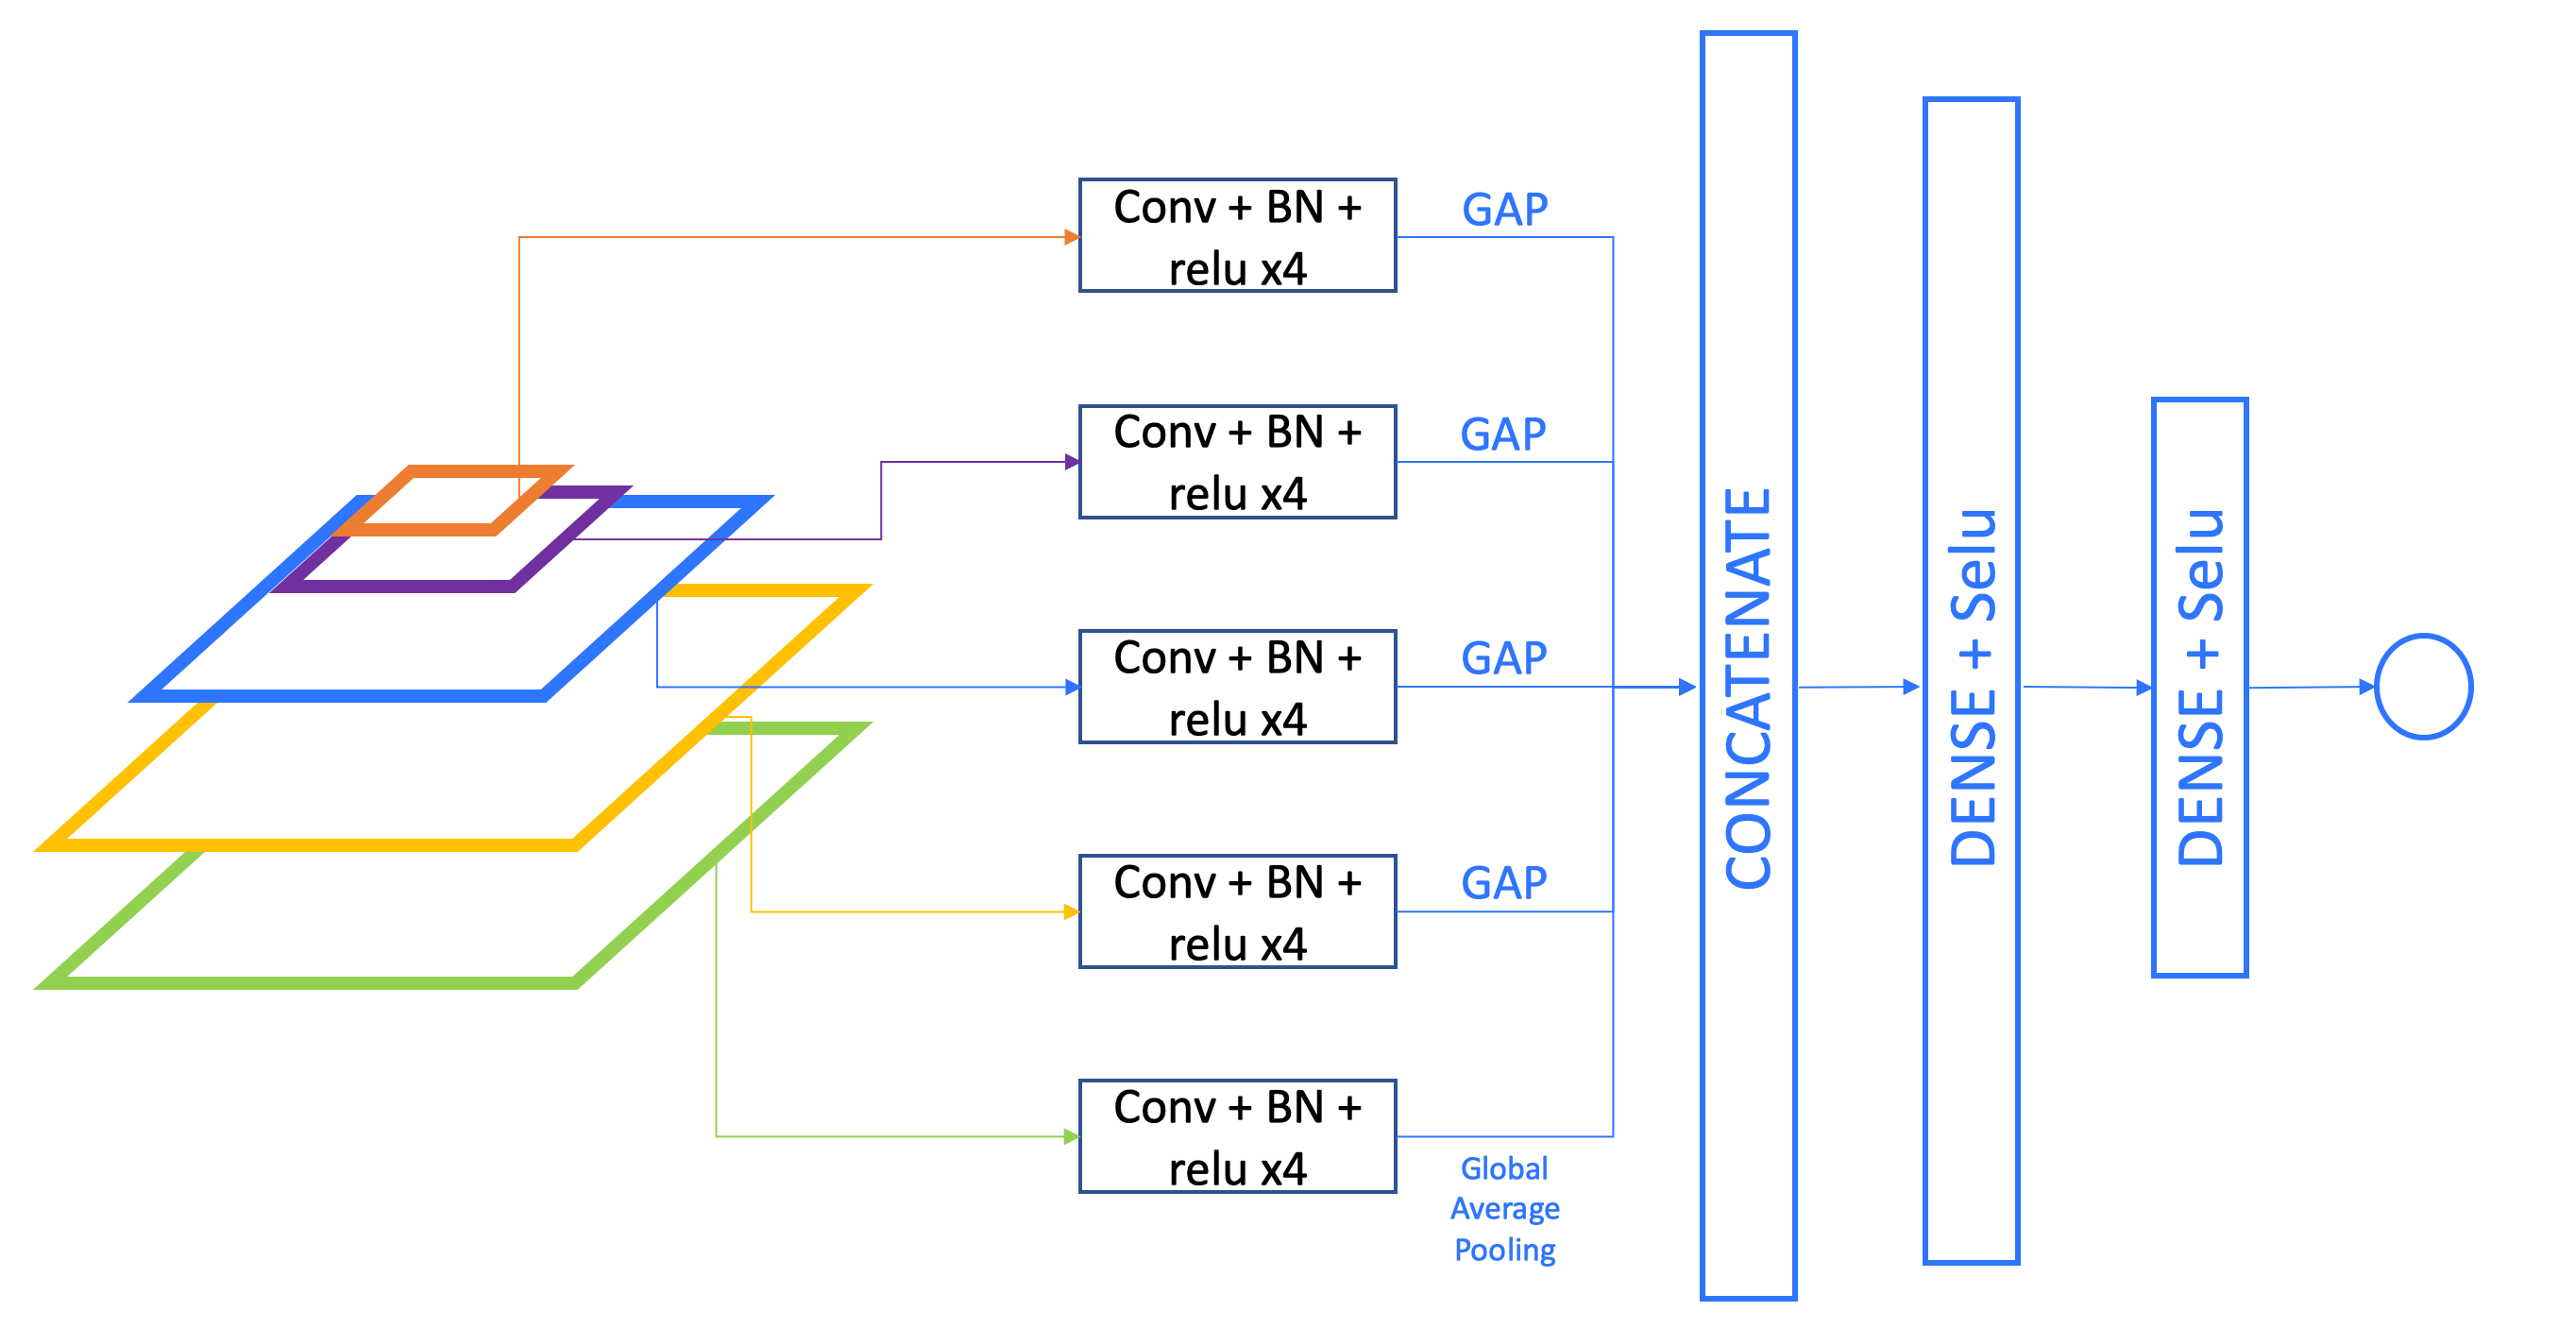 Conv + BN +
relu x4
GAP
Conv + BN +
relu x4
GAP
Conv + BN +
relu x4
GAP
Conv + BN +
relu x4
GAP
Conv + BN +
relu x4
Global
Average
Pooling
CONCATENATE
DENSE + Selu
DENSE + Selu